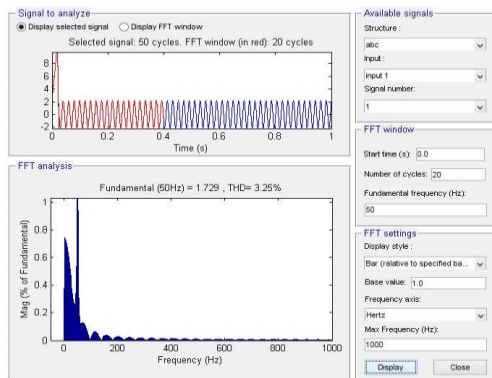 Signal to analyze
Display selected signal Display FFT window
Selected signal: 50 cycles. FFT window (in red): 20 cycles
8
6
4
2
0
-2
0 0.2 0.4 0.6 0.8 1
Time (s)
FFT analysis
Fundamental (50Hz) = 1.729 , THD= 3.25%
Mag (% of Fundamental)
1
0.8
0.6
0.4
0.2
0
0 200 400 600 800 1000
Frequency (Hz)
Available signals
Structure :
abc
Input :
input 1
Signal number:
1
FFT window
Start time (s): 0.0
Number of cycles: 20
Fundamental frequency (Hz):
50
FFT settings
Display style :
Bar (relative to specified ba...
Base value: 1.0
Frequency axis:
Hertz
Max Frequency (Hz):
1000
Display Close